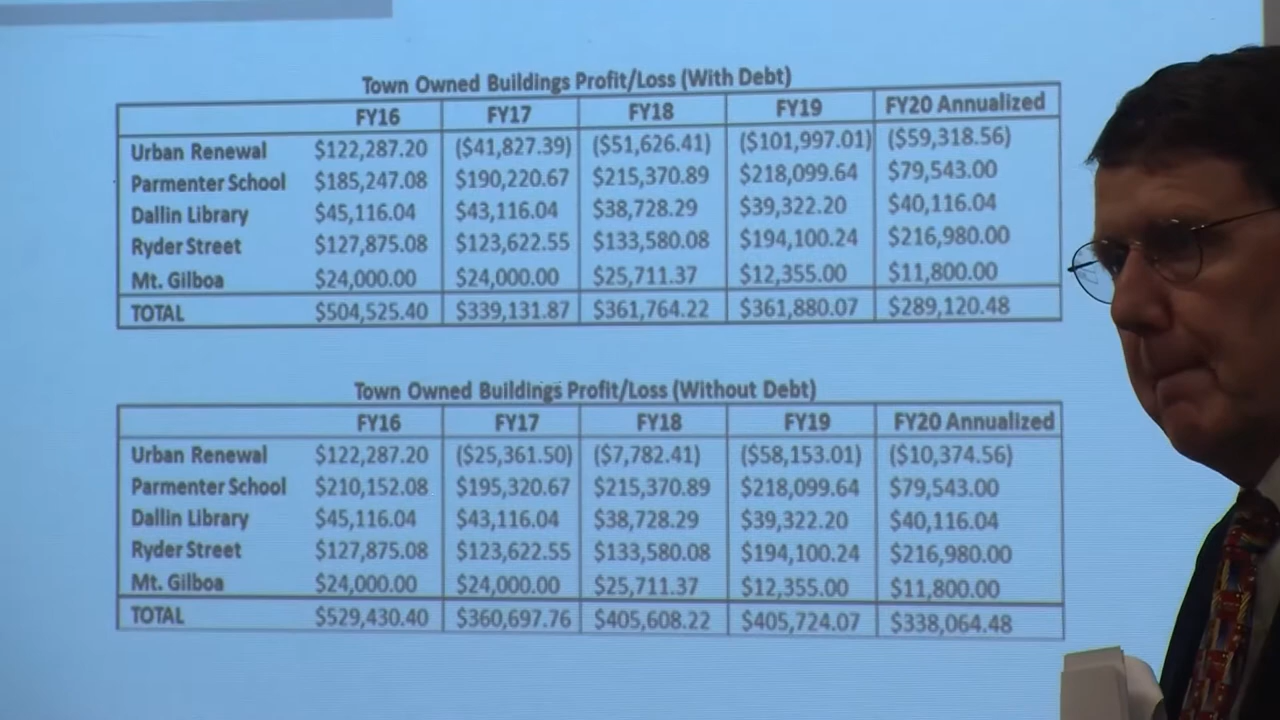 Town Owned Buildings Profit/Loss (With Debt)
FY16 FY17 FY18 FY19 FY20 Annualized
Urban Renewal $122,287.20 ($41,827.39) ($51,626.41) ($101,997.01) ($59,318.56)
Parmenter School $185,247.08 $190,220.67 $215,370.89 $218,099.64 $79,543.00
Dallin Library $45,116.04 $43,116.04 $38,728.29 $39,322.20 $40,116.04
Ryder Street $127,875.08 $123,622.55 $133,580.08 $194,100.24 $216,980.00
Mt. Gilboa $24,000.00 $24,000.00 $25,711.37 $12,355.00 $11,800.00
TOTAL $504,525.40 $339,131.87 $361,764.22 $361,880.07 $289,120.48
Town Owned Buildings Profit/Loss (Without Debt)
FY16 FY17 FY18 FY19 FY20 Annualized
Urban Renewal $122,287.20 ($25,361.50) ($7,782.41) ($58,153.01) ($10,374.56)
Parmenter School $210,152.08 $195,320.67 $215,370.89 $218,099.64 $79,543.00
Dallin Library $45,116.04 $43,116.04 $38,728.29 $39,322.20 $40,116.04
Ryder Street $127,875.08 $123,622.55 $133,580.08 $194,100.24 $216,980.00
Mt. Gilboa $24,000.00 $24,000.00 $25,711.37 $12,355.00 $11,800.00
TOTAL $529,430.40 $360,697.76 $405,608.22 $405,724.07 $338,064.48